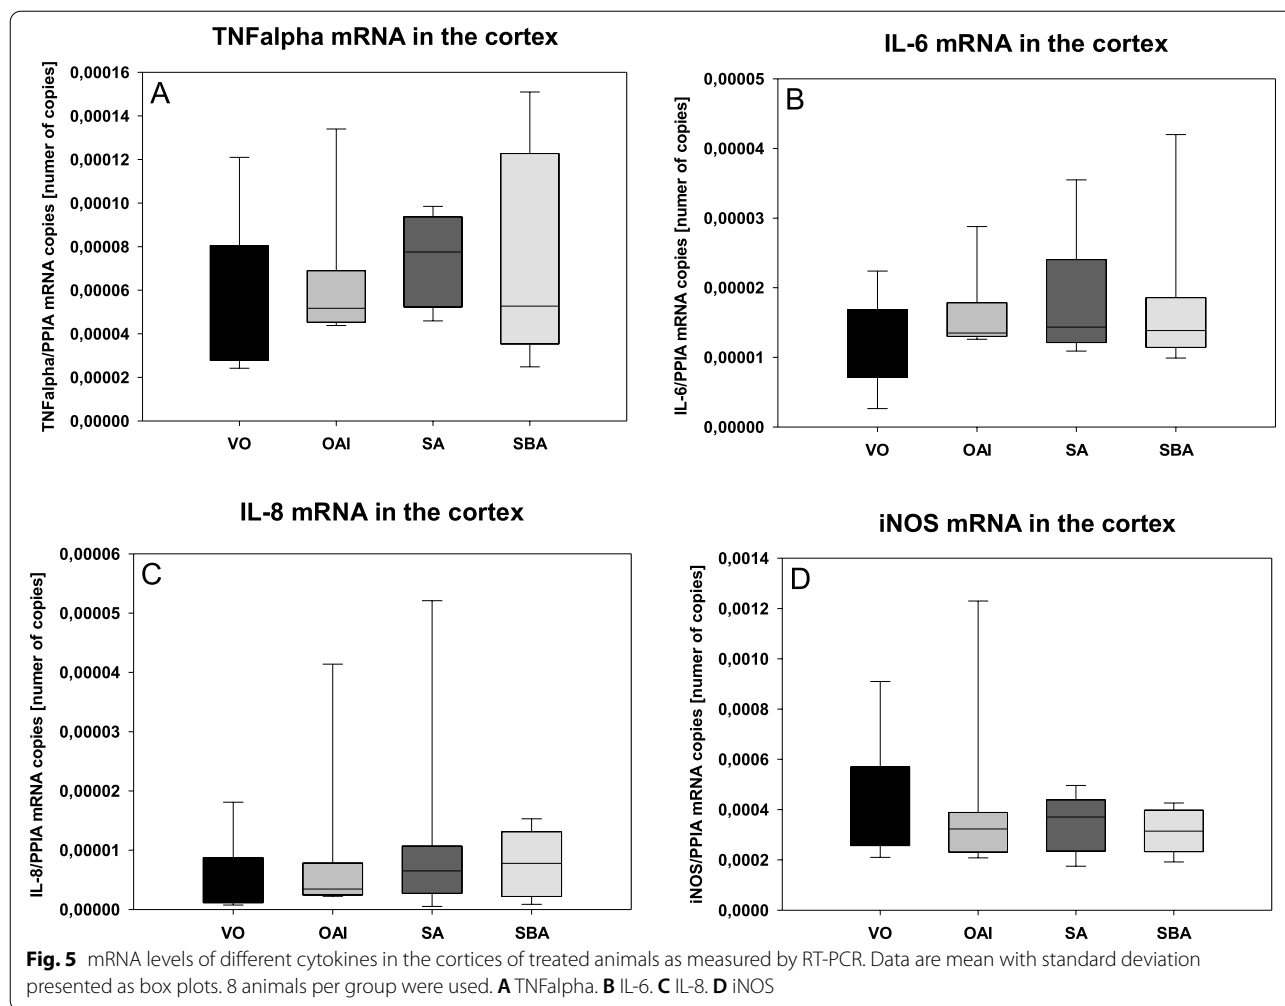 TNFalpha mRNA in the cortex
A
TNFalpha/PPIA mRNA copies [numer of copies]
0,00016
0,00014
0,00012
0,00010
0,00008
0,00006
0,00004
0,00002
0,00000
VO OAI SA SBA
IL-6 mRNA in the cortex
B
IL-6/PPIA mRNA copies [numer of copies]
0,00005
0,00004
0,00003
0,00002
0,00001
0,00000
VO OAI SA SBA
IL-8 mRNA in the cortex
C
IL-8/PPIA mRNA copies [numer of copies]
0,00006
0,00005
0,00004
0,00003
0,00002
0,00001
0,00000
VO OAI SA SBA
iNOS mRNA in the cortex
D
iNOS/PPIA mRNA copies [numer of copies]
0,0014
0,0012
0,0010
0,0008
0,0006
0,0004
0,0002
0,0000
VO OAI SA SBA
Fig. 5 mRNA levels of different cytokines in the cortices of treated animals as measured by RT-PCR. Data are mean with standard deviation
presented as box plots. 8 animals per group were used. A TNFalpha. B IL-6. C IL-8. D iNOS